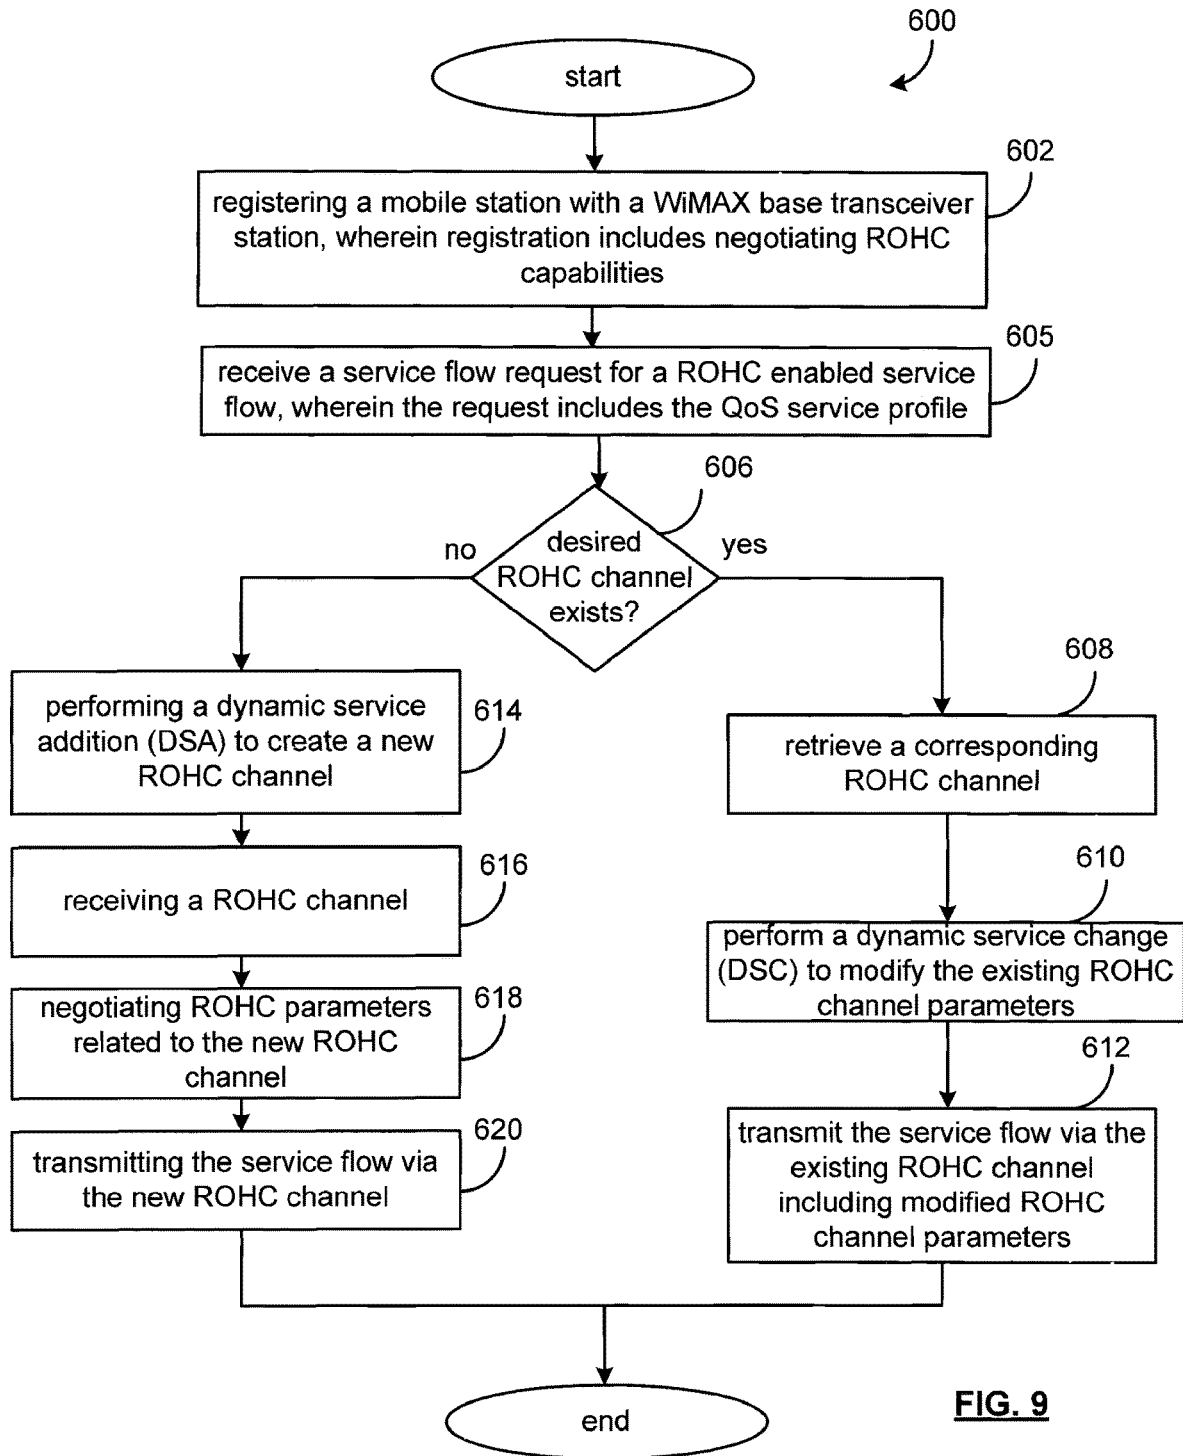 600
start
602
registering a mobile station with a WiMAX base transceiver
station, wherein registration includes negotiating ROHC
capabilities
605
receive a service flow request for a ROHC enabled service
flow, wherein the request includes the QoS service profile
606
no
desired
ROHC channel
exists?
yes
performing a dynamic service
addition (DSA) to create a new
ROHC channel
614
receiving a ROHC channel
616
negotiating ROHC parameters
related to the new ROHC
channel
618
transmitting the service flow via
the new ROHC channel
620
608
retrieve a corresponding
ROHC channel
610
perform a dynamic service change
(DSC) to modify the existing ROHC
channel parameters
612
transmit the service flow via the
existing ROHC channel
including modified ROHC
channel parameters
end
FIG. 9